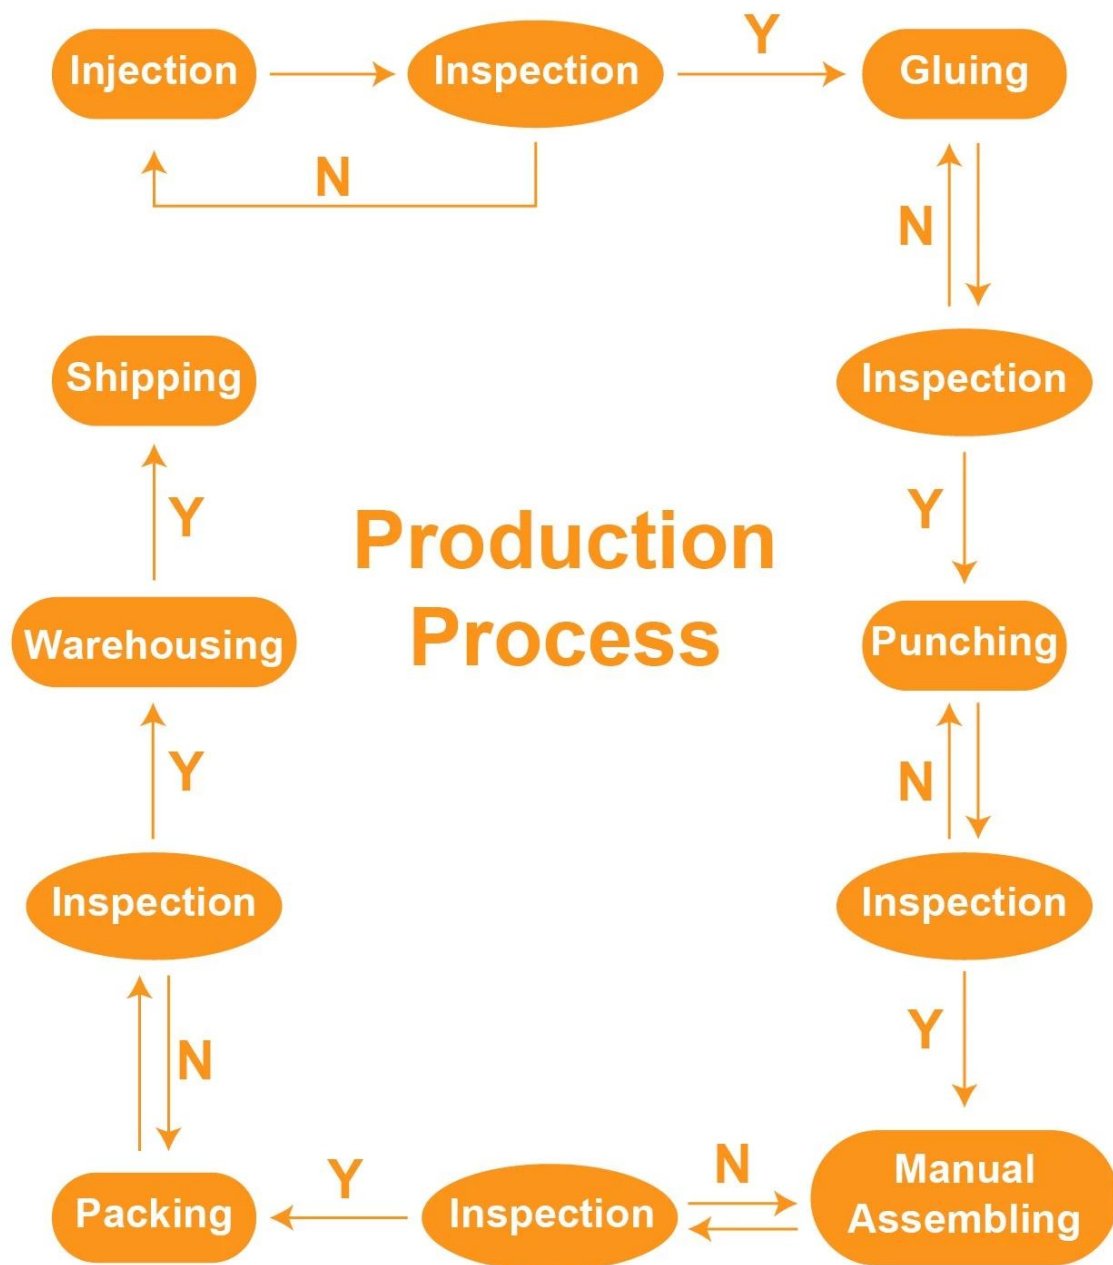 Injection
Inspection
Y
Gluing
N
N
Inspection
Y
Punching
N
Inspection
Y
Manual
Assembling
N
Inspection
Y
Packing
N
Inspection
Y
Warehousing
Y
Shipping
Production
Process